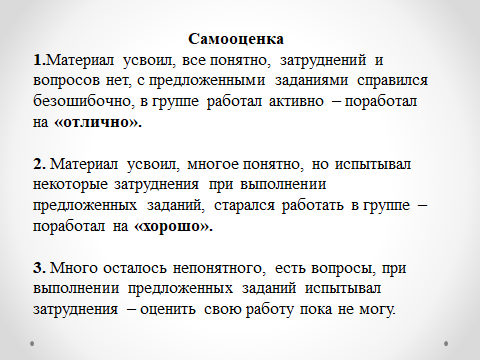 Самооценка
1.Материал усвоил, все понятно, затруднений и
вопросов нет, с предложенными заданиями справился
безошибочно, в группе работал активно – поработал
на «отлично».
2. Материал усвоил, многое понятно, но испытывал
некоторые затруднения при выполнении
предложенных заданий, старался работать в группе –
поработал на «хорошо».
3. Много осталось непонятного, есть вопросы, при
выполнении предложенных заданий испытывал
затруднения – оценить свою работу пока не могу.